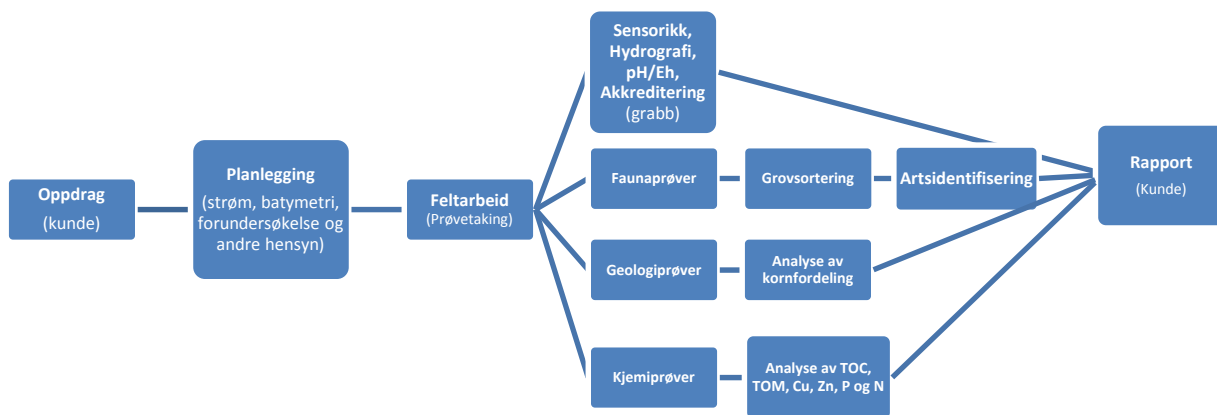 Oppdrag
(kunde)
Planlegging
(strøm, batymetri,
forundersøkelse og
andre hensyn)
Feltarbeid
(Prøvetaking)
Sensorikk,
Hydrografi,
pH/Eh,
Akkreditering
(grabb)
Faunaprøver
Grovsortering
Artsidentifisering
Geologiprøver
Analyse av
kornfordeling
Kjemiprøver
Analyse av TOC,
TOM, Cu, Zn, P og N
Rapport
(Kunde)